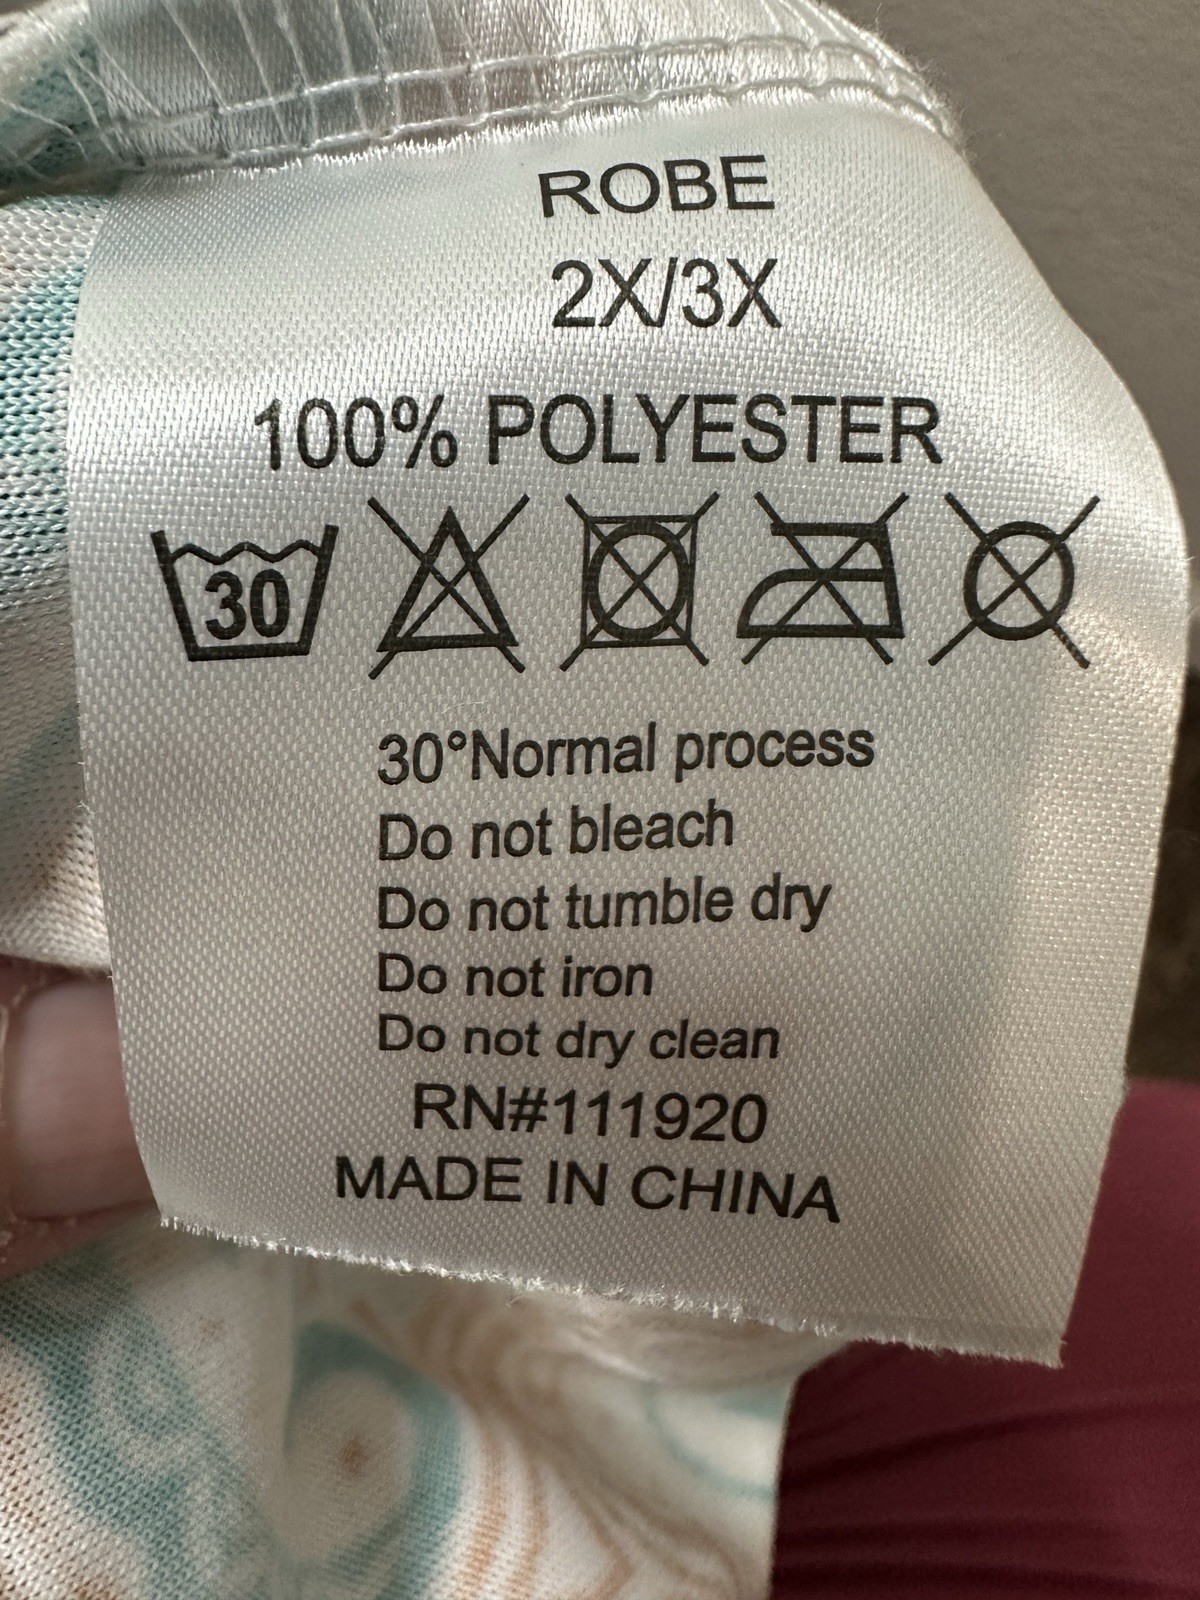 ROBE
2X/3X
100% POLYESTER
30
30°Normal process
Do not bleach
Do not tumble dry
Do not iron
Do not dry clean
RN#111920
MADE IN CHINA